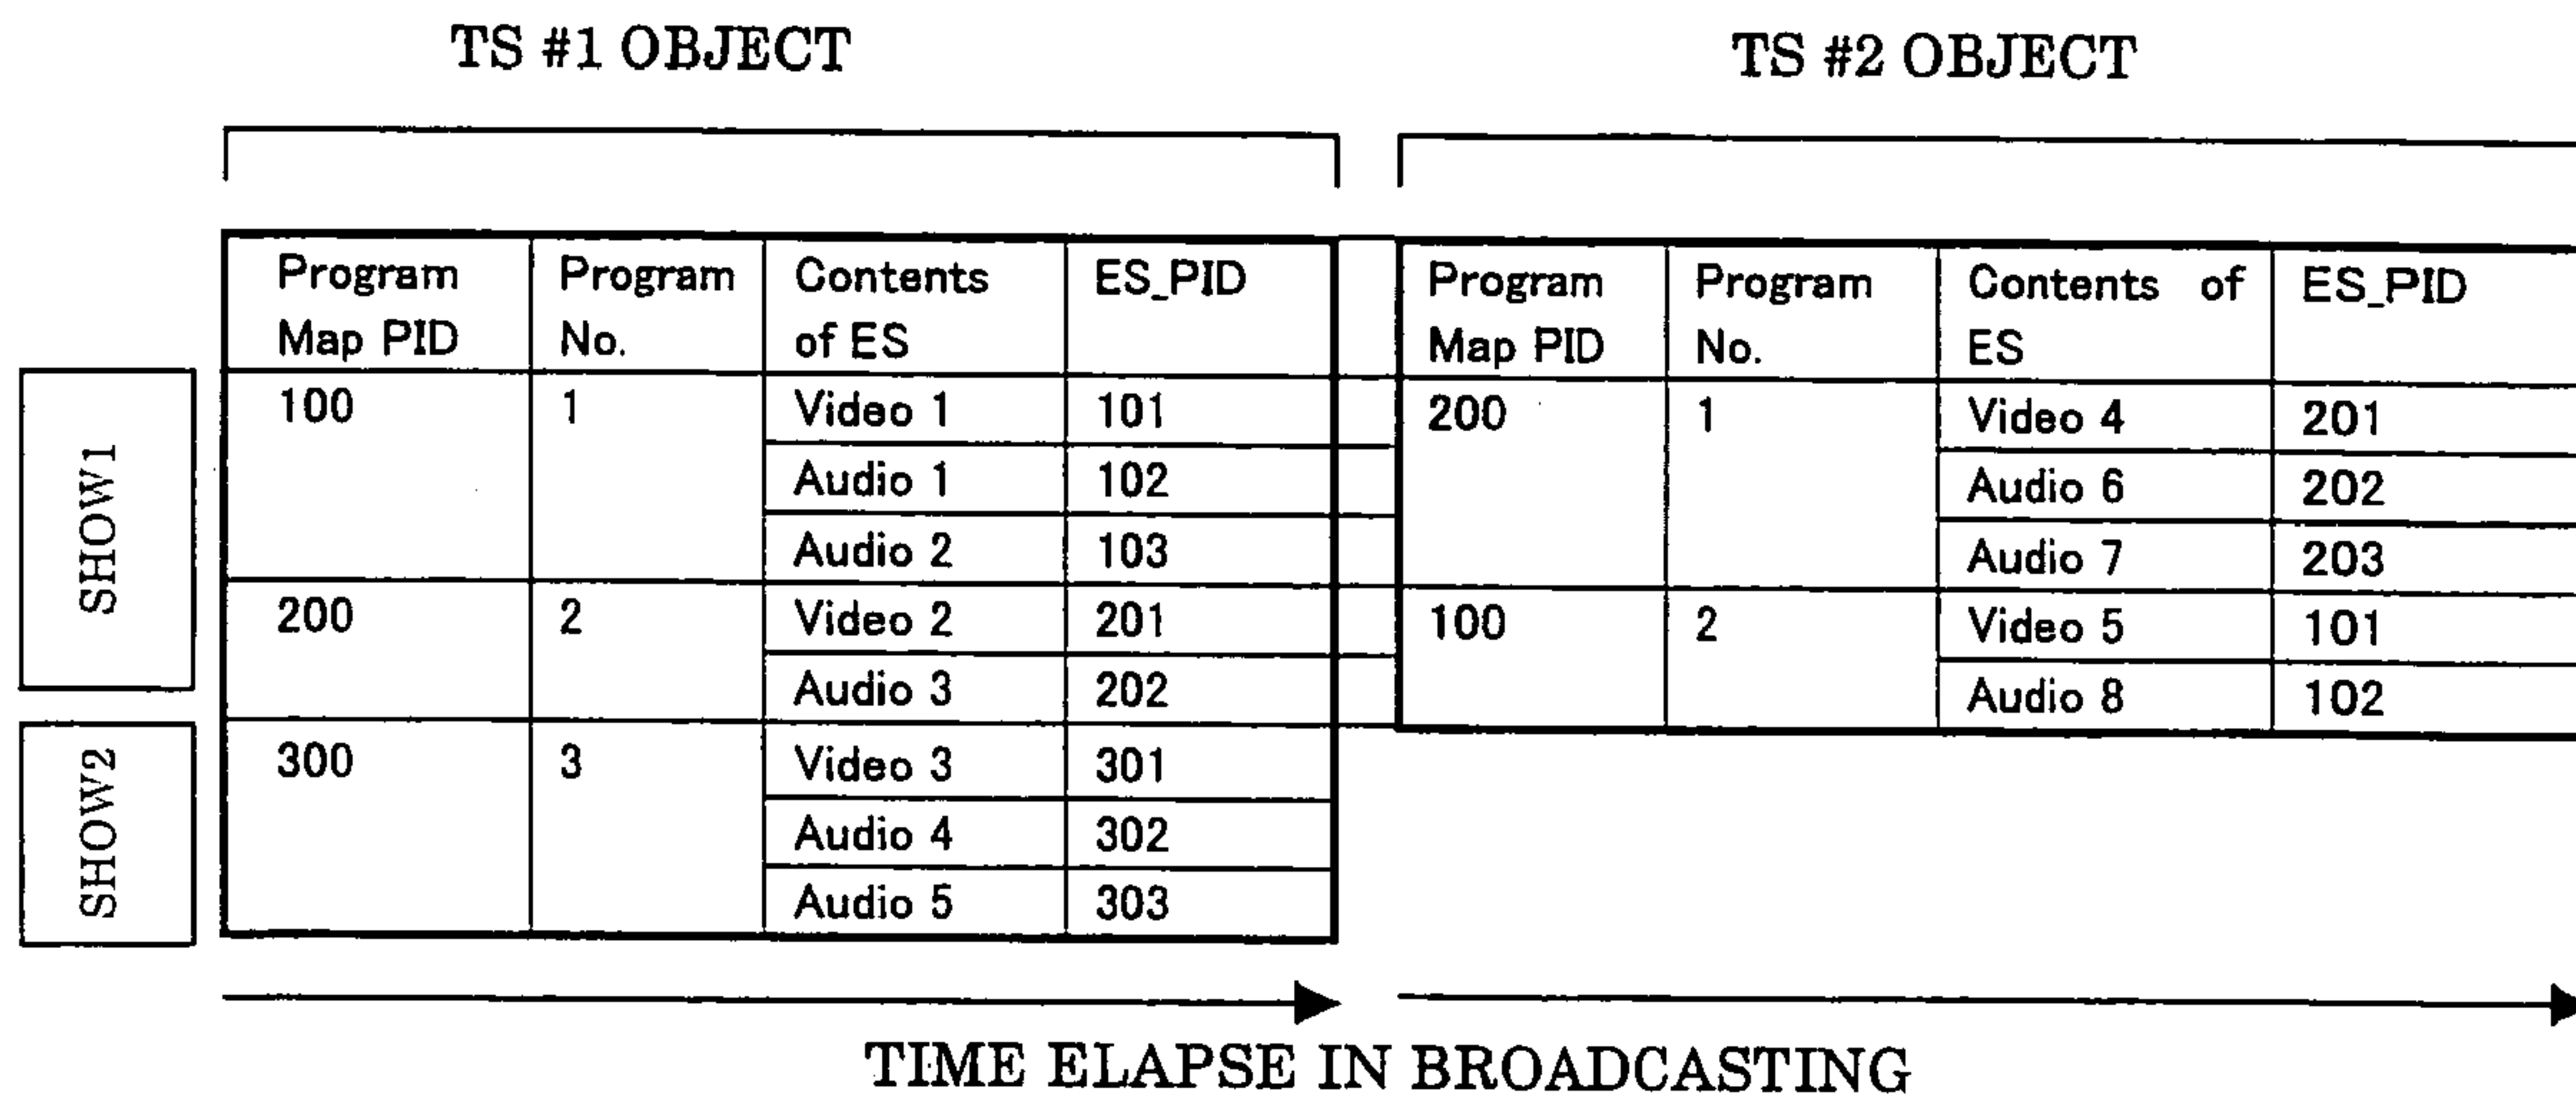 TS #1 OBJECT
TS #2 OBJECT
Program Map PID
Program No.
Contents of ES
ES_PID
SHOW1
100
1
Video 1
101
Audio 1
102
Audio 2
103
200
2
Video 2
201
Audio 3
202
SHOW2
300
3
Video 3
301
Audio 4
302
Audio 5
303
Program Map PID
Program No.
Contents of ES
ES_PID
200
1
Video 4
201
Audio 6
202
Audio 7
203
100
2
Video 5
101
Audio 8
102
TIME ELAPSE IN BROADCASTING